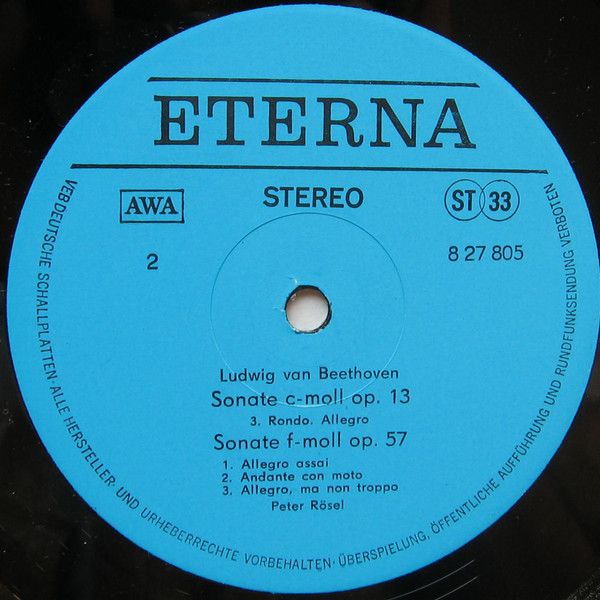 ETERNA
AWA
STEREO
ST 33
2
8 27 805
Ludwig van Beethoven
Sonate c-moll op. 13
3. Rondo. Allegro
Sonate f-moll op. 57
1. Allegro assai
2. Andante con moto
3. Allegro, ma non troppo
Peter Rösel
VEB DEUTSCHE SCHALLPLATTEN · ALLE HERSTELLER- UND URHEBERRECHTE VORBEHALTEN · ÜBERSPIELUNG, ÖFFENTLICHE AUFFÜHRUNG UND RUNDFUNKSENDUNG VERBOTEN